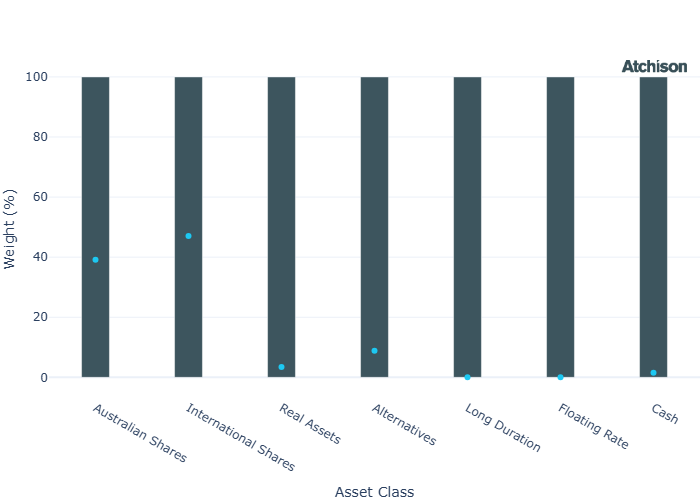 Atchison
100
80
60
40
20
0
Weight (%)
Australian Shares
International Shares
Real Assets
Alternatives
Long Duration
Floating Rate
Cash
Asset Class